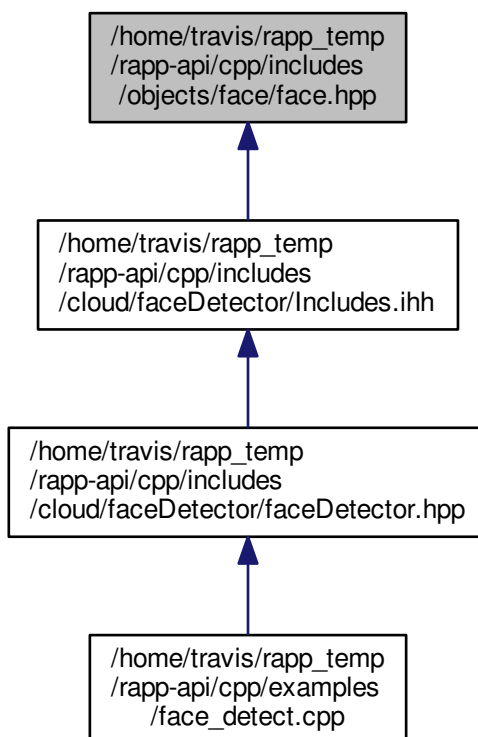 /home/travis/rapp_temp
/rapp-api/cpp/includes
/objects/face/face.hpp
/home/travis/rapp_temp
/rapp-api/cpp/includes
/cloud/faceDetector/Includes.ihh
/home/travis/rapp_temp
/rapp-api/cpp/includes
/cloud/faceDetector/faceDetector.hpp
/home/travis/rapp_temp
/rapp-api/cpp/examples
/face_detect.cpp